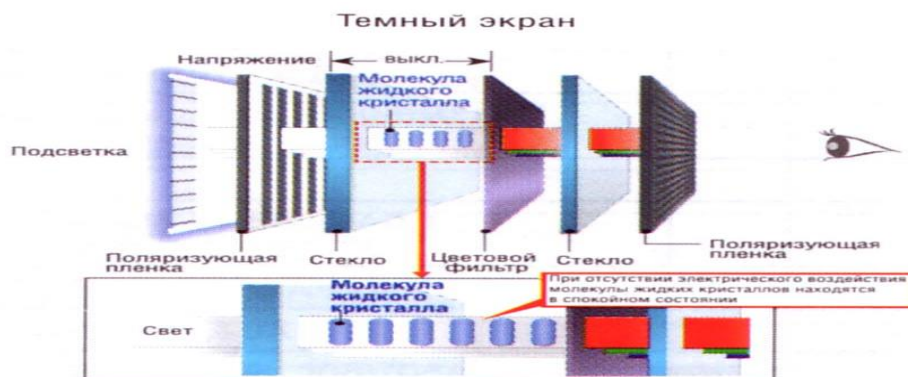 Темный экран
Напряжение
выкл.
Молекула
жидкого
кристалла
Подсветка
Поляризующая
пленка
Стекло
Цветовой
фильтр
Стекло
Поляризующая
пленка
При отсутствии электрического воздействия
молекулы жидких кристаллов находятся
в спокойном состоянии
Молекула
жидкого
кристалла
Свет